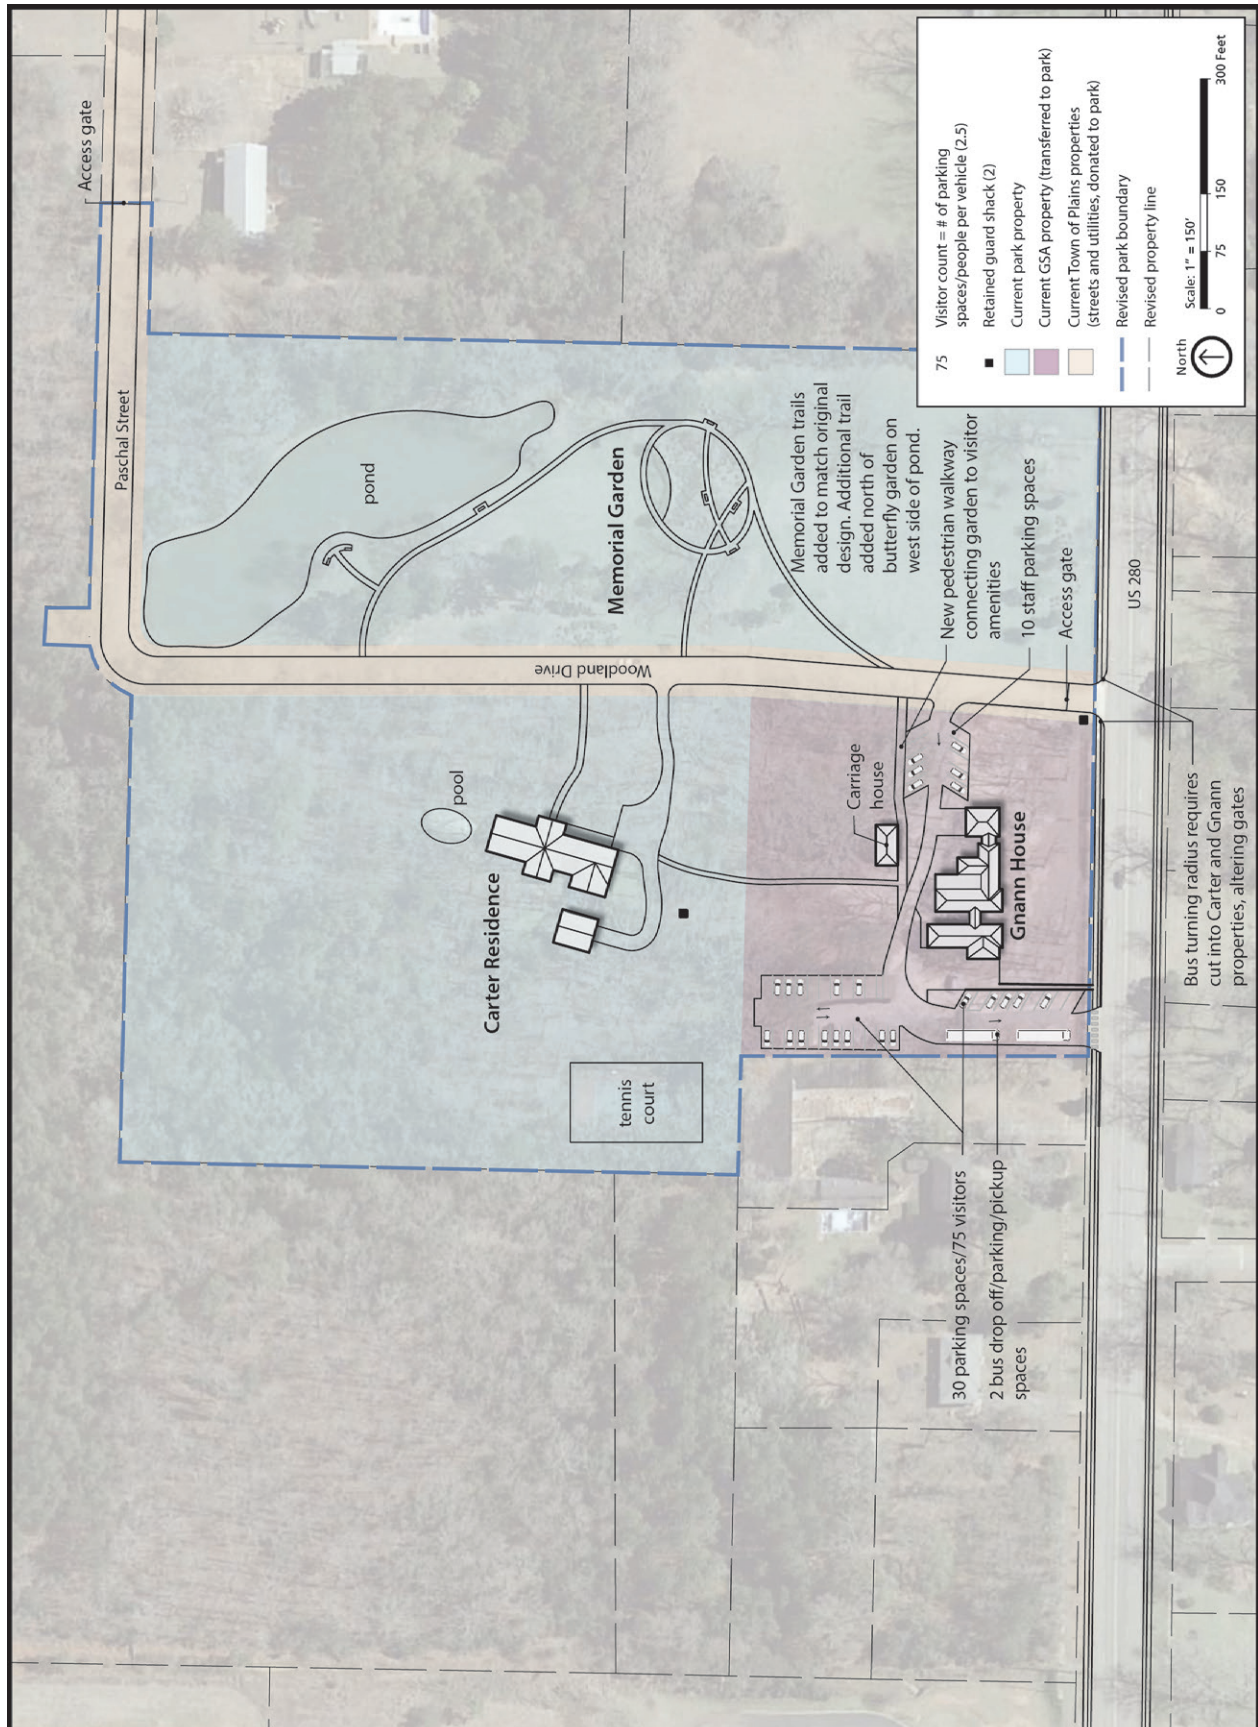 Access gate
Paschal Street
pond
Memorial Garden
Memorial Garden trails
added to match original
design. Additional trail
added north of
butterfly garden on
west side of pond.
New pedestrian walkway
connecting garden to visitor
amenities
10 staff parking spaces
Access gate
US 280
Woodland Drive
pool
Carter Residence
Carriage
house
Gnann House
tennis
court
30 parking spaces/75 visitors
2 bus drop off/parking/pickup
spaces
Bus turning radius requires
cut into Carter and Gnann
properties, altering gates
75
Visitor count = # of parking
spaces/people per vehicle (2.5)
Retained guard shack (2)
Current park property
Current GSA property (transferred to park)
Current Town of Plains properties
(streets and utilities, donated to park)
Revised park boundary
Revised property line
North
Scale: 1" = 150'
0 75 150 300 Feet